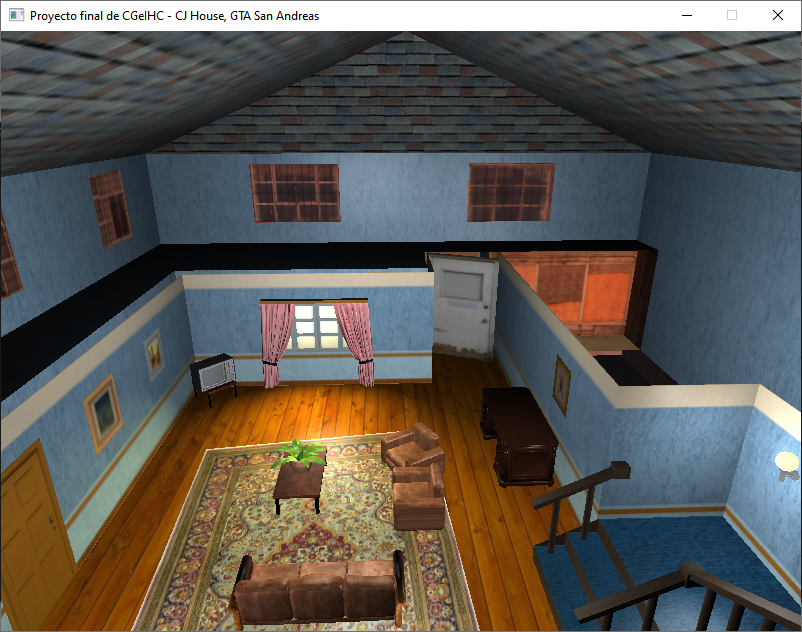 Proyecto final de CGeIHC - CJ House, GTA San Andreas